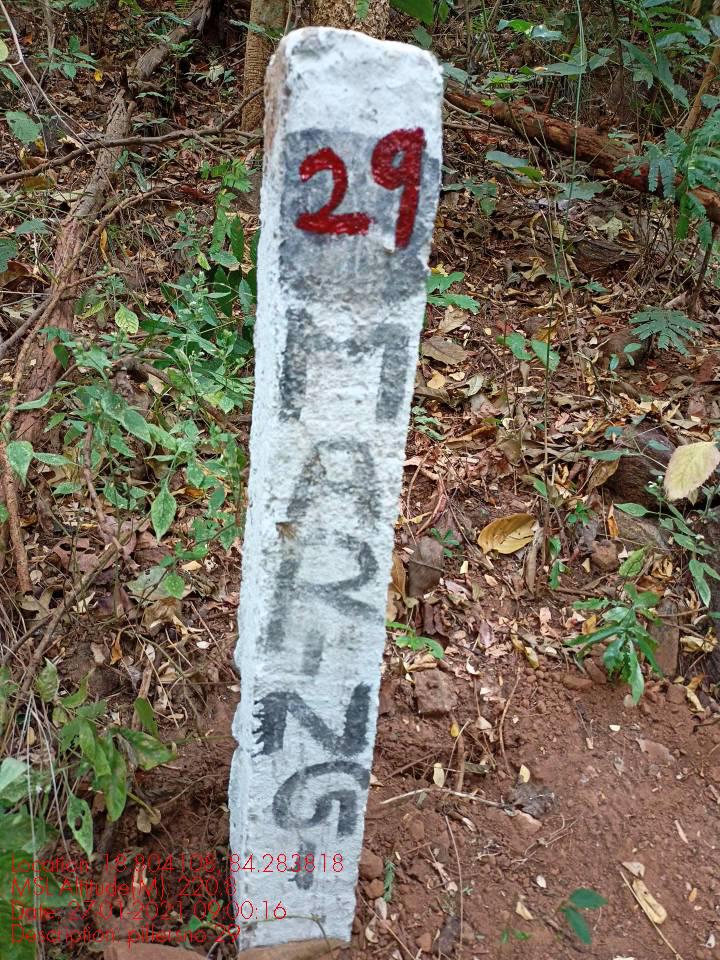 29
M
A
R
I
N
G
Location: 18.804108, 84.283818
MSL Altitude(M): 220.8
Date: 27-01-2021 09:00:16
Description: pillersno-29